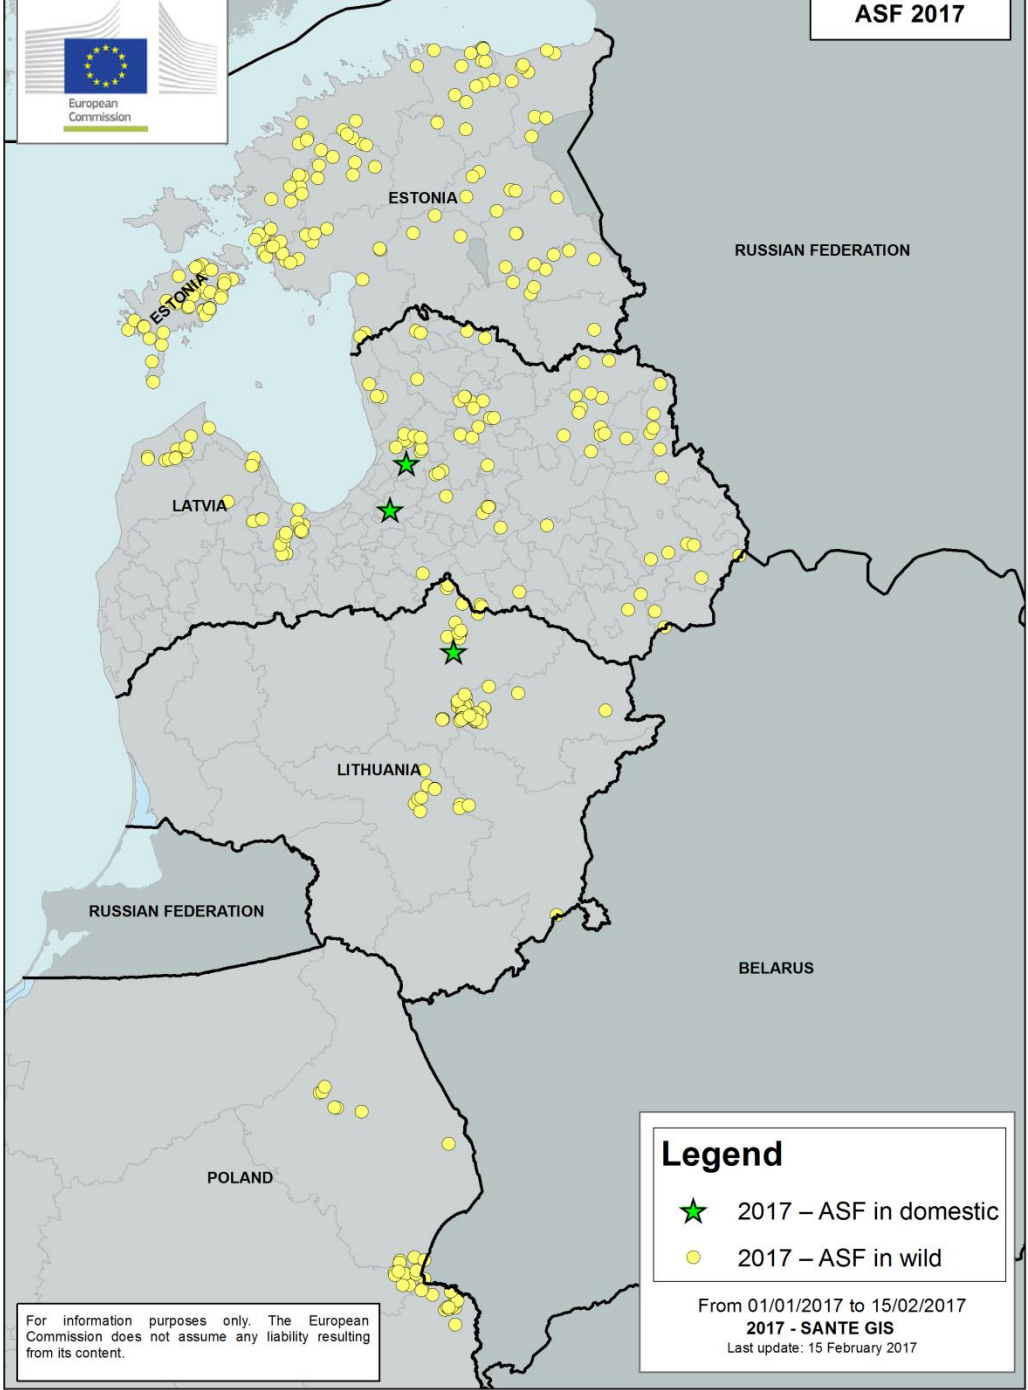 ASF 2017
European
Commission
ESTONIA
RUSSIAN FEDERATION
ESTONIA
LATVIA
LITHUANIA
RUSSIAN FEDERATION
BELARUS
POLAND
Legend
2017 – ASF in domestic
2017 – ASF in wild
From 01/01/2017 to 15/02/2017
2017 - SANTE GIS
Last update: 15 February 2017
For information purposes only. The European
Commission does not assume any liability resulting
from its content.